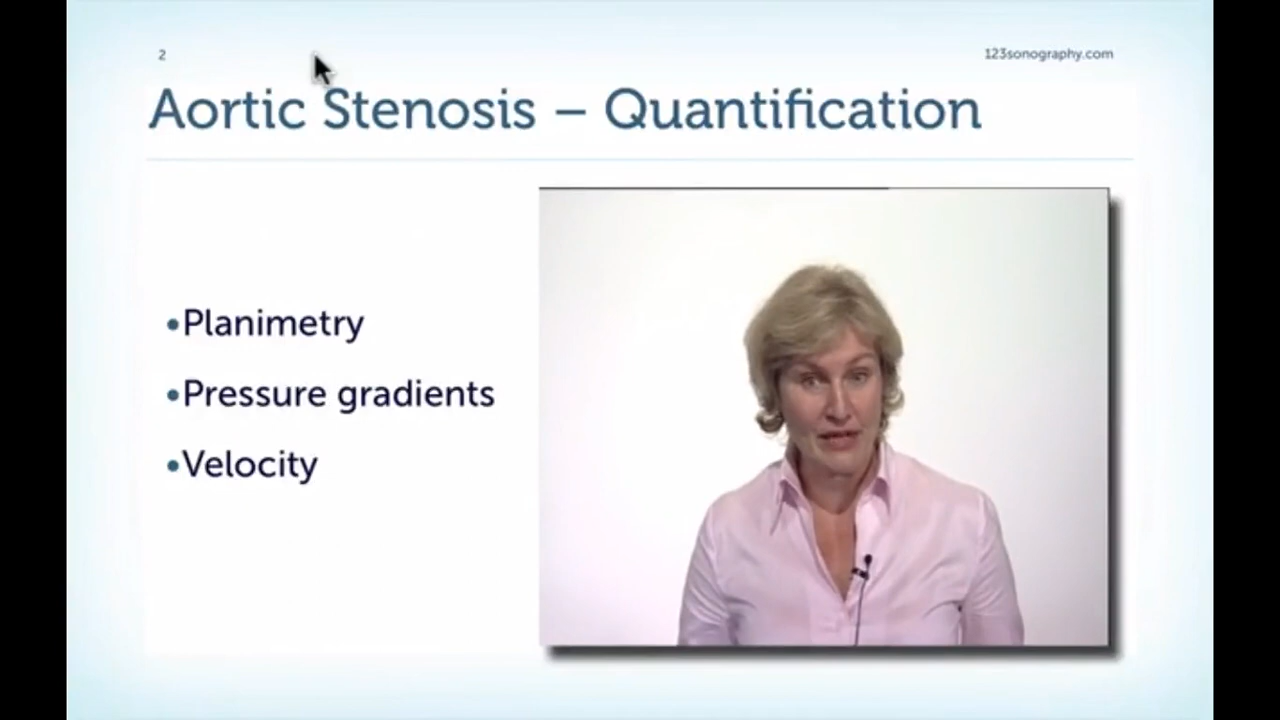 2
123sonography.com
Aortic Stenosis – Quantification
•Planimetry
•Pressure gradients
•Velocity